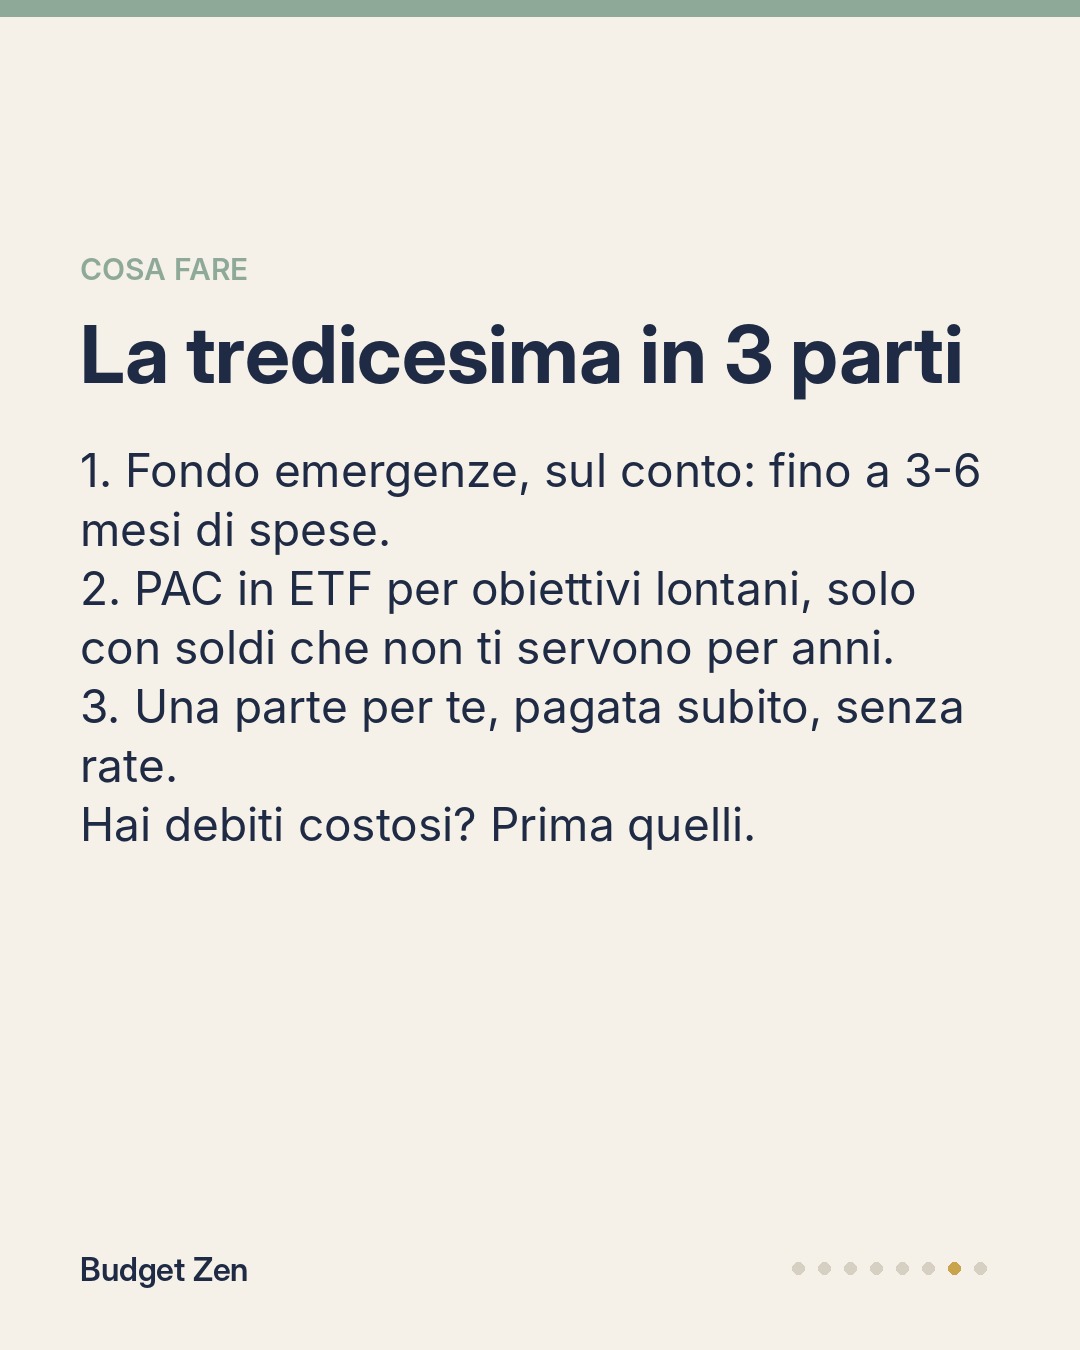 COSA FARE
La tredicesima in 3 parti
1. Fondo emergenze, sul conto: fino a 3-6
mesi di spese.
2. PAC in ETF per obiettivi lontani, solo
con soldi che non ti servono per anni.
3. Una parte per te, pagata subito, senza
rate.
Hai debiti costosi? Prima quelli.
Budget Zen